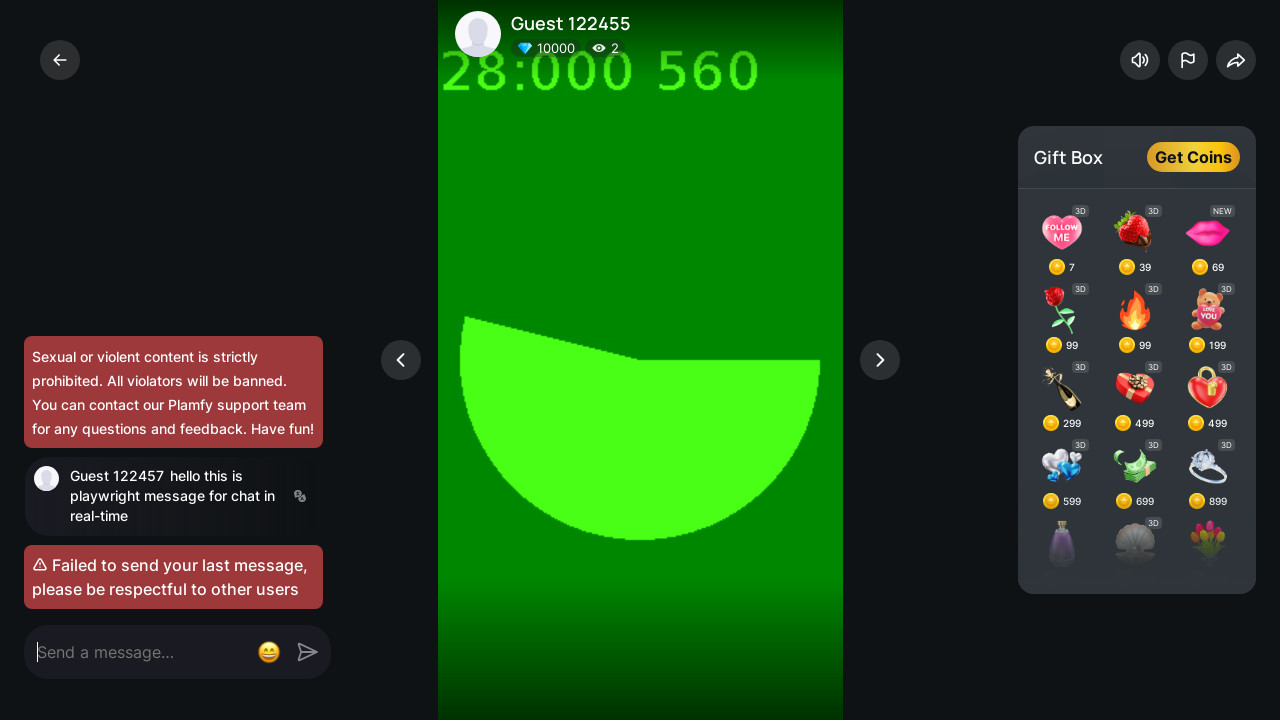 Guest 122455
10000 2
28:000 560
Gift Box
Get Coins
3D 3D NEW
FOLLOW
ME
7 39 69
3D 3D 3D
LOVE
YOU
99 99 199
3D 3D 3D
299 499 499
3D 3D 3D
599 699 899
3D
Sexual or violent content is strictly
prohibited. All violators will be banned.
You can contact our Plamfy support team
for any questions and feedback. Have fun!
Guest 122457 hello this is
playwright message for chat in
real-time
Failed to send your last message,
please be respectful to other users
Send a message...